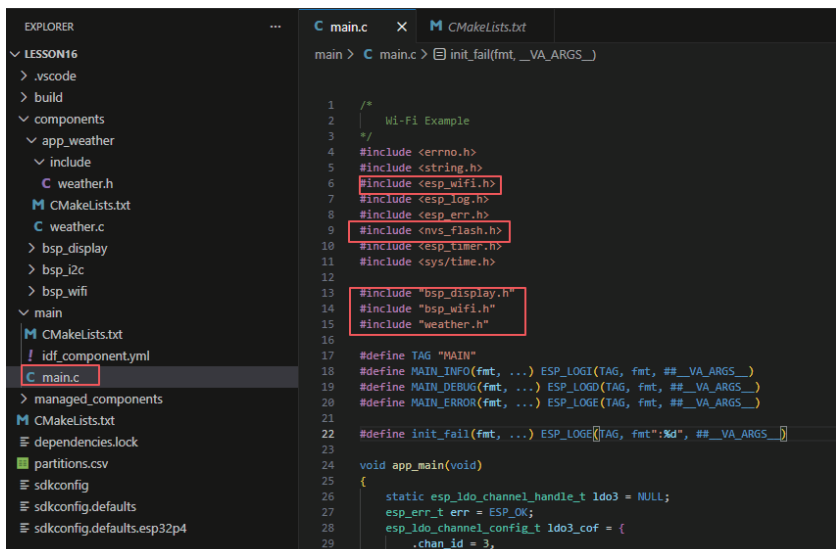 EXPLORER
...
LESSON16
.vscode
build
components
app_weather
include
C weather.h
M CMakeLists.txt
C weather.c
bsp_display
bsp_i2c
bsp_wifi
main
M CMakeLists.txt
! idf_component.yml
C main.c
managed_components
M CMakeLists.txt
dependencies.lock
partitions.csv
sdkconfig
sdkconfig.defaults
sdkconfig.defaults.esp32p4
C main.c X M CMakeLists.txt
main > C main.c > init_fail(fmt, __VA_ARGS__)
1 /*
2 Wi-Fi Example
3 */
4 #include <errno.h>
5 #include <string.h>
6 #include <esp_wifi.h>
7 #include <esp_log.h>
8 #include <esp_err.h>
9 #include <nvs_flash.h>
10 #include <esp_timer.h>
11 #include <sys/time.h>
12
13 #include "bsp_display.h"
14 #include "bsp_wifi.h"
15 #include "weather.h"
16
17 #define TAG "MAIN"
18 #define MAIN_INFO(fmt, ...) ESP_LOGI(TAG, fmt, ##__VA_ARGS__)
19 #define MAIN_DEBUG(fmt, ...) ESP_LOGD(TAG, fmt, ##__VA_ARGS__)
20 #define MAIN_ERROR(fmt, ...) ESP_LOGE(TAG, fmt, ##__VA_ARGS__)
21
22 #define init_fail(fmt, ...) ESP_LOGE(TAG, fmt":%d", ##__VA_ARGS__)
23
24 void app_main(void)
25 {
26 static esp_ldo_channel_handle_t ldo3 = NULL;
27 esp_err_t err = ESP_OK;
28 esp_ldo_channel_config_t ldo3_cof = {
29 .chan_id = 3,